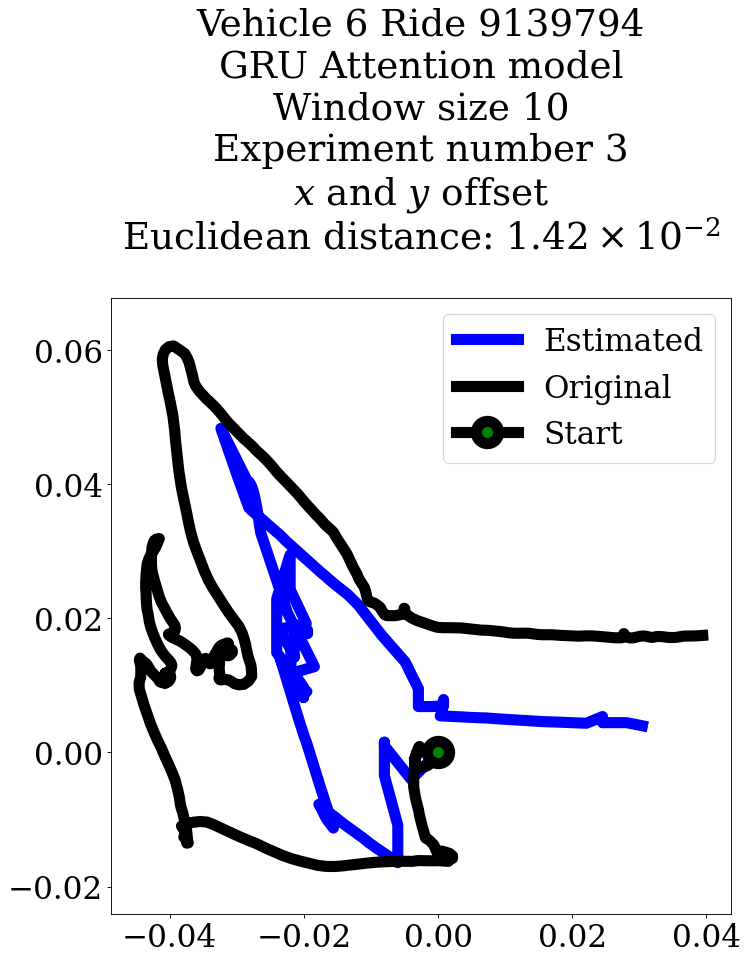 Vehicle 6 Ride 9139794
GRU Attention model
Window size 10
Experiment number 3
x and y offset
Euclidean distance: 1.42 × 10⁻²
Estimated
Original
Start
0.06
0.04
0.02
0.00
−0.02
−0.04 −0.02 0.00 0.02 0.04